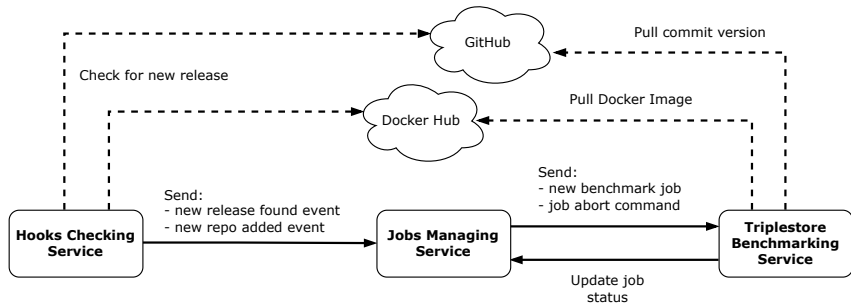 GitHub
Pull commit version
Check for new release
Docker Hub
Pull Docker Image
Send:
- new release found event
- new repo added event
Send:
- new benchmark job
- job abort command
Hooks Checking
Service
Jobs Managing
Service
Triplestore
Benchmarking
Service
Update job
status